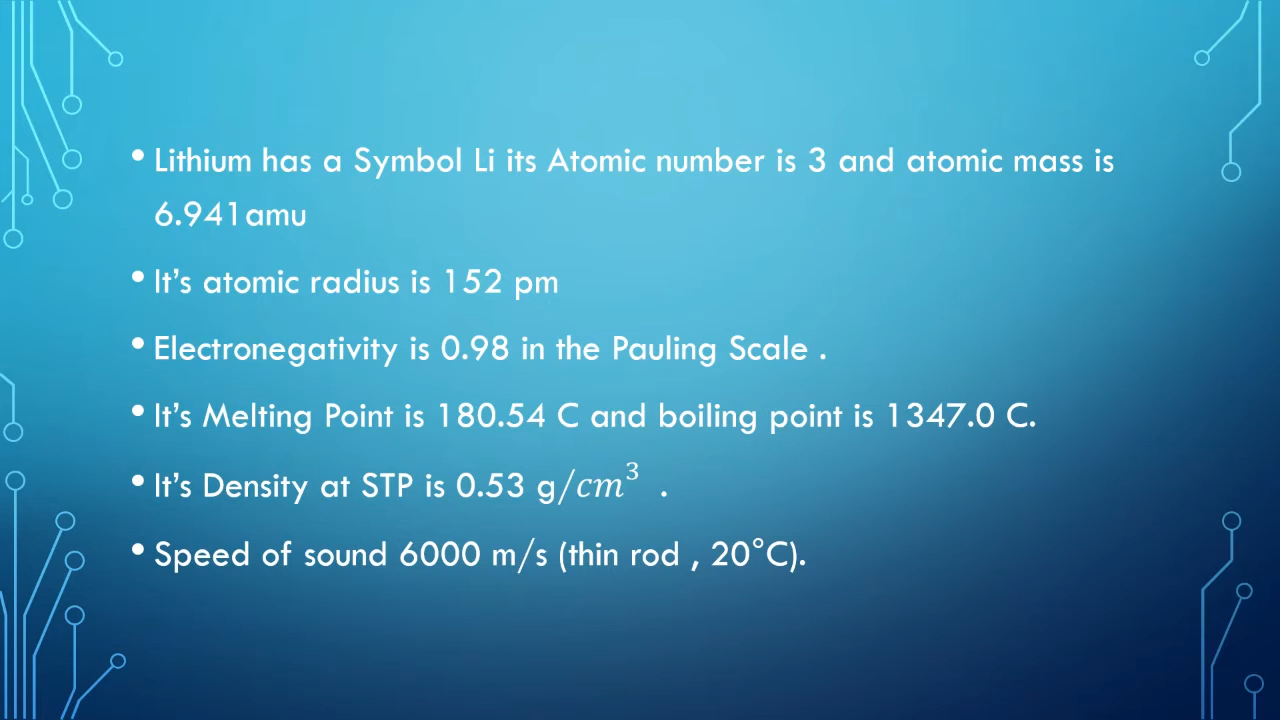 • Lithium has a Symbol Li its Atomic number is 3 and atomic mass is
6.941amu
• It’s atomic radius is 152 pm
• Electronegativity is 0.98 in the Pauling Scale .
• It’s Melting Point is 180.54 C and boiling point is 1347.0 C.
• It’s Density at STP is 0.53 g/cm³ .
• Speed of sound 6000 m/s (thin rod , 20°C).